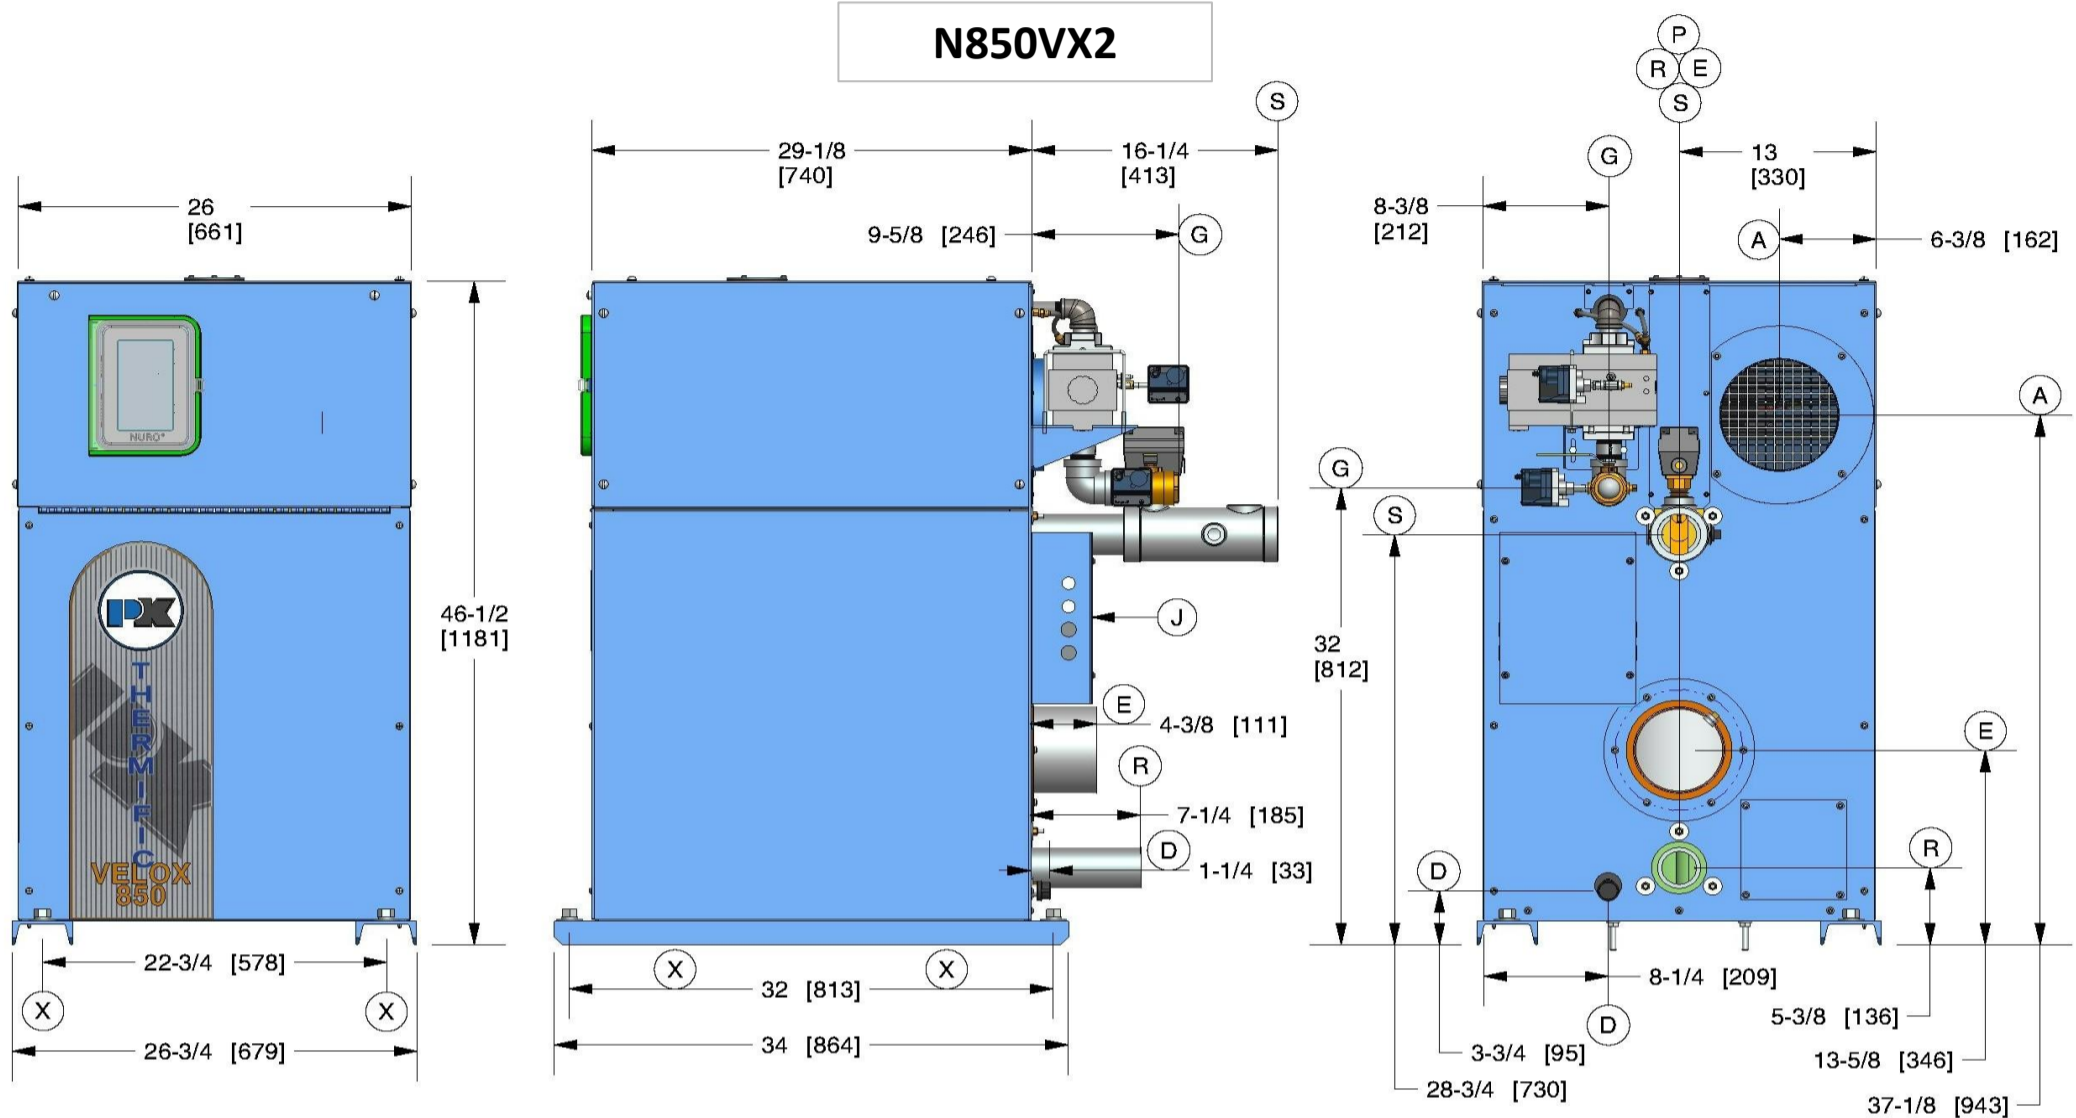 N850VX2
26
[661]
NURO®
46-1/2
[1181]
PK
THERMIFIC
VELOX
850
22-3/4 [578]
X
X
26-3/4 [679]
29-1/8
[740]
16-1/4
[413]
S
9-5/8 [246]
G
J
E
4-3/8 [111]
R
7-1/4 [185]
D
1-1/4 [33]
X
X
32 [813]
34 [864]
P
R
E
S
G
13
[330]
8-3/8
[212]
A
6-3/8 [162]
A
G
S
32
[812]
E
R
D
8-1/4 [209]
D
5-3/8 [136]
3-3/4 [95]
13-5/8 [346]
28-3/4 [730]
37-1/8 [943]